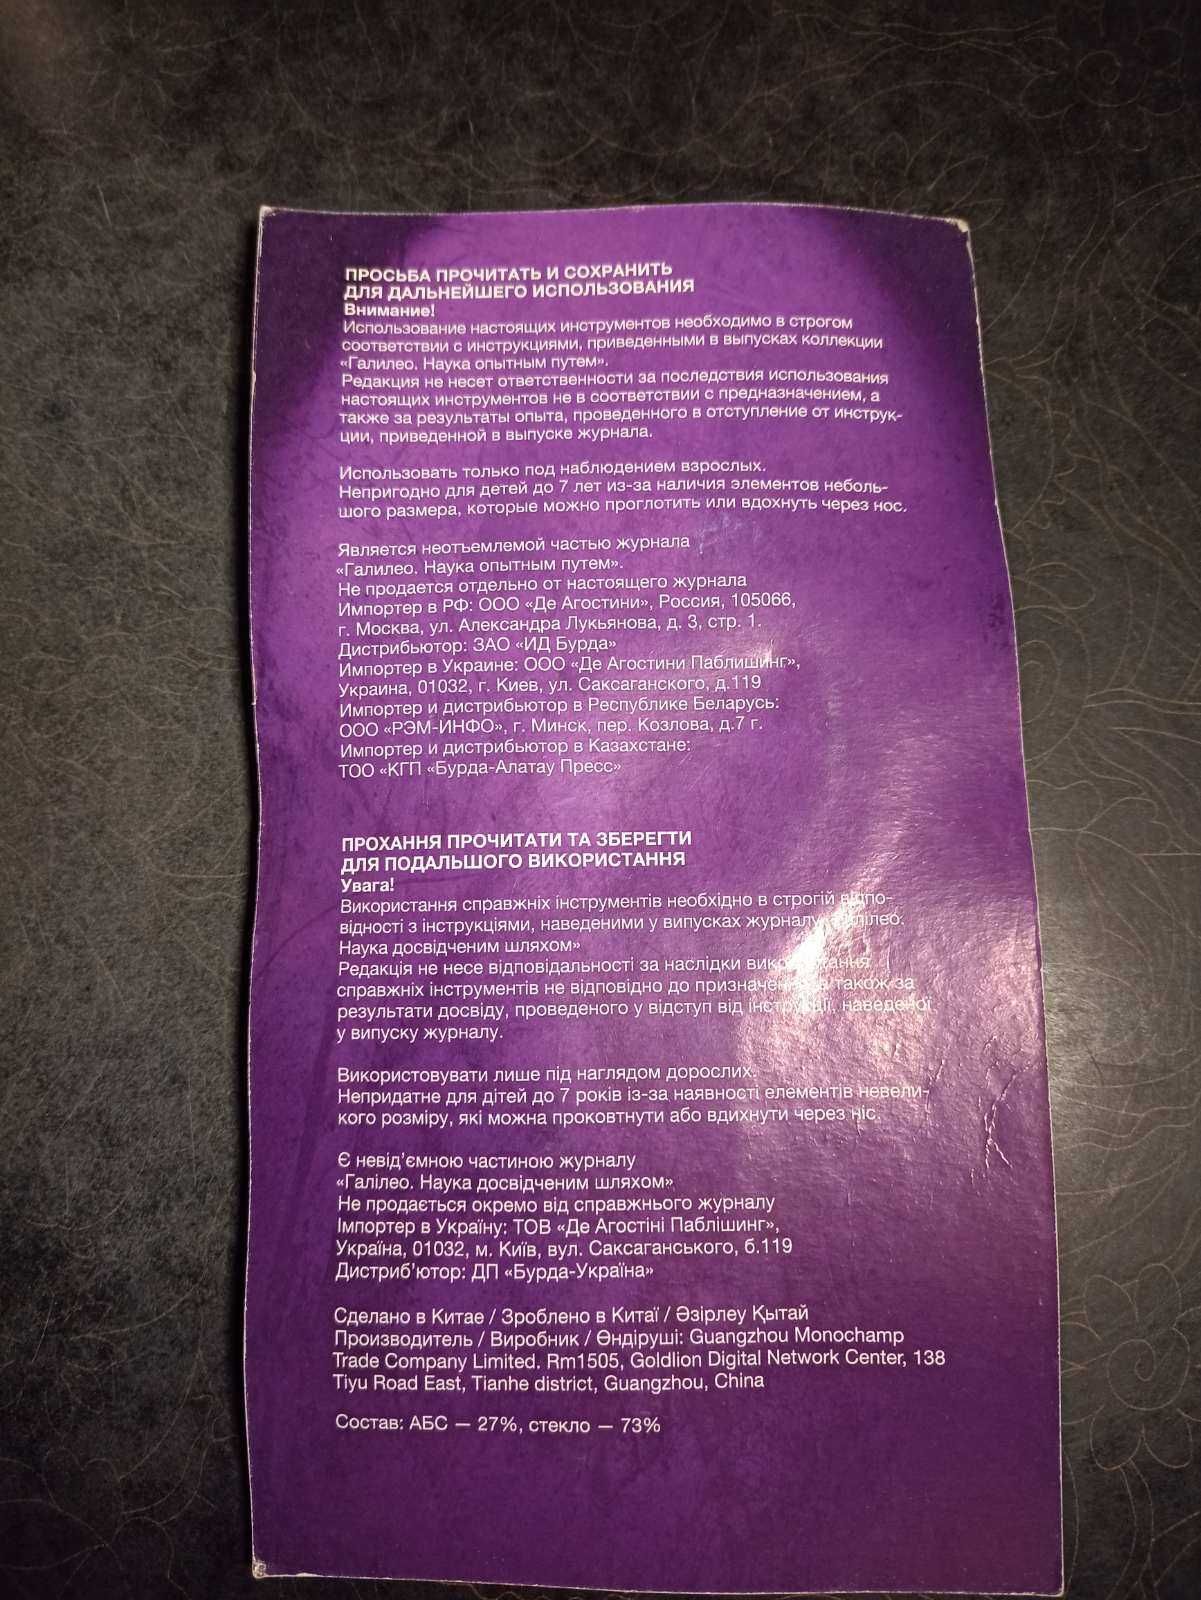 ПРОСЬБА ПРОЧИТАТЬ И СОХРАНИТЬ
ДЛЯ ДАЛЬНЕЙШЕГО ИСПОЛЬЗОВАНИЯ
Внимание!
Использование настоящих инструментов необходимо в строгом
соответствии с инструкциями, приведенными в выпусках коллекции
«Галилео. Наука опытным путем».
Редакция не несет ответственности за последствия использования
настоящих инструментов не в соответствии с предназначением, а
также за результаты опыта, проведенного в отступление от инструк-
ции, приведенной в выпуске журнала.
Использовать только под наблюдением взрослых.
Непригодно для детей до 7 лет из-за наличия элементов неболь-
шого размера, которые можно проглотить или вдохнуть через нос.
Является неотъемлемой частью журнала
«Галилео. Наука опытным путем».
Не продается отдельно от настоящего журнала
Импортер в РФ: ООО «Де Агостини», Россия, 105066,
г. Москва, ул. Александра Лукьянова, д. 3, стр. 1.
Дистрибьютор: ЗАО «ИД Бурда»
Импортер в Украине: ООО «Де Агостини Паблишинг»,
Украина, 01032, г. Киев, ул. Саксаганского, д.119
Импортер и дистрибьютор в Республике Беларусь:
ООО «РЭМ-ИНФО», г. Минск, пер. Козлова, д.7 г.
Импортер и дистрибьютор в Казахстане:
ТОО «КГП «Бурда-Алатау Пресс»
ПРОХАННЯ ПРОЧИТАТИ ТА ЗБЕРЕГТИ
ДЛЯ ПОДАЛЬШОГО ВИКОРИСТАННЯ
Увага!
Використання справжніх інструментів необхідно в строгій відпо-
відності з інструкціями, наведеними у випусках журналу
Наука досвідченим шляхом»
Редакція не несе відповідальності за наслідки використання
справжніх інструментів не відповідно до призначення, а також за
результати досвіду, проведеного у відступ від інструкції, наведеної
у випуску журналу.
Використовувати лише під наглядом дорослих.
Непридатне для дітей до 7 років із-за наявності елементів невели-
кого розміру, які можна проковтнути або вдихнути через ніс.
Є невід'ємною частиною журналу
«Галілео. Наука досвідченим шляхом»
Не продається окремо від справжнього журналу
Імпортер в Україну: ТОВ «Де Агостіні Паблішинг»,
Україна, 01032, м. Київ, вул. Саксаганського, б.119
Дистриб'ютор: ДП «Бурда-Україна»
Сделано в Китае / Зроблено в Китаї / Әзірлеу Қытай
Производитель / Виробник / Өндіруші: Guangzhou Monochamp
Trade Company Limited. Rm1505, Goldlion Digital Network Center, 138
Tiyu Road East, Tianhe district, Guangzhou, China
Состав: АБС — 27%, стекло — 73%